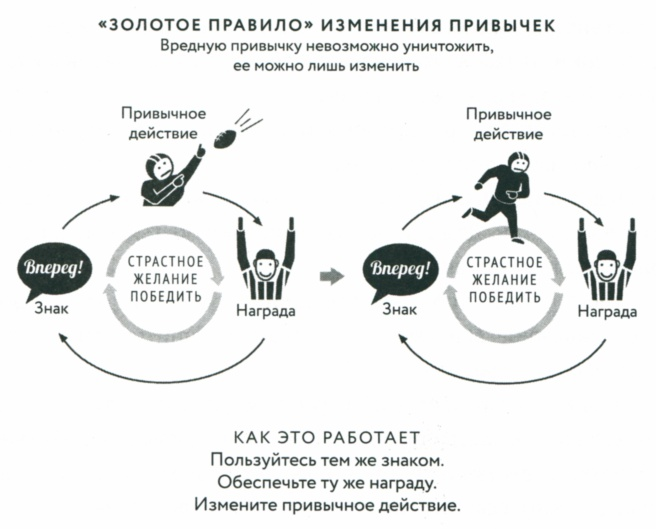 «ЗОЛОТОЕ ПРАВИЛО» ИЗМЕНЕНИЯ ПРИВЫЧЕК
Вредную привычку невозможно уничтожить,
ее можно лишь изменить
Привычное
действие
Вперед!
Знак
СТРАСТНОЕ
ЖЕЛАНИЕ
ПОБЕДИТЬ
Награда
Привычное
действие
Вперед!
Знак
СТРАСТНОЕ
ЖЕЛАНИЕ
ПОБЕДИТЬ
Награда
КАК ЭТО РАБОТАЕТ
Пользуйтесь тем же знаком.
Обеспечьте ту же награду.
Измените привычное действие.